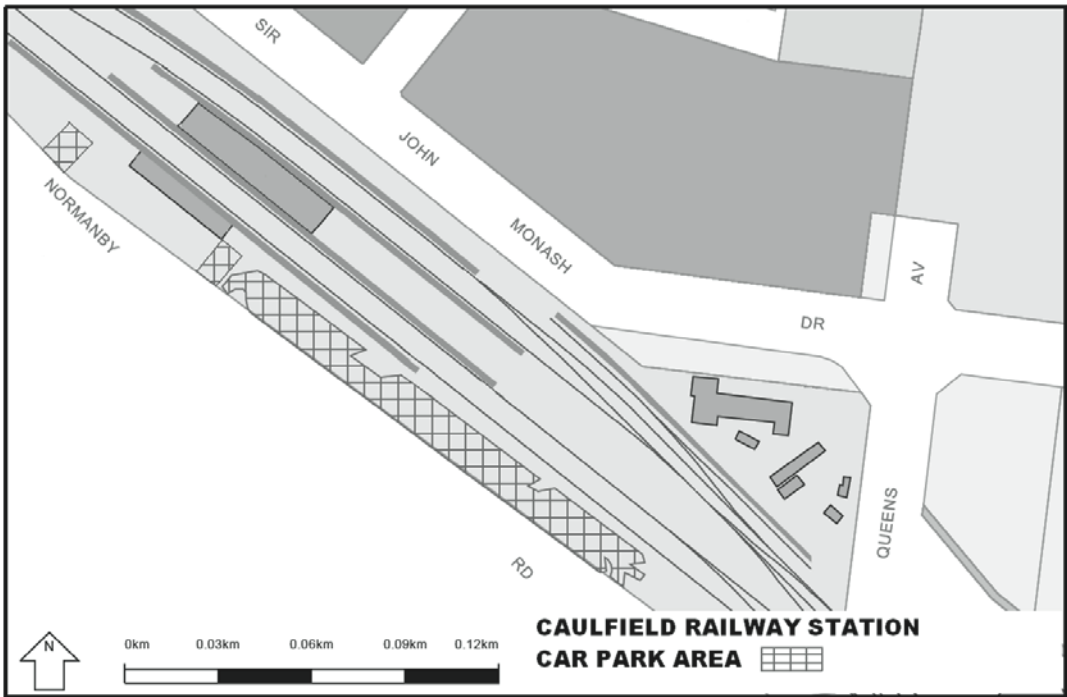 SIR
JOHN
MONASH
DR
AV
NORMANBY
RD
QUEENS
N
0km 0.03km 0.06km 0.09km 0.12km
CAULFIELD RAILWAY STATION
CAR PARK AREA